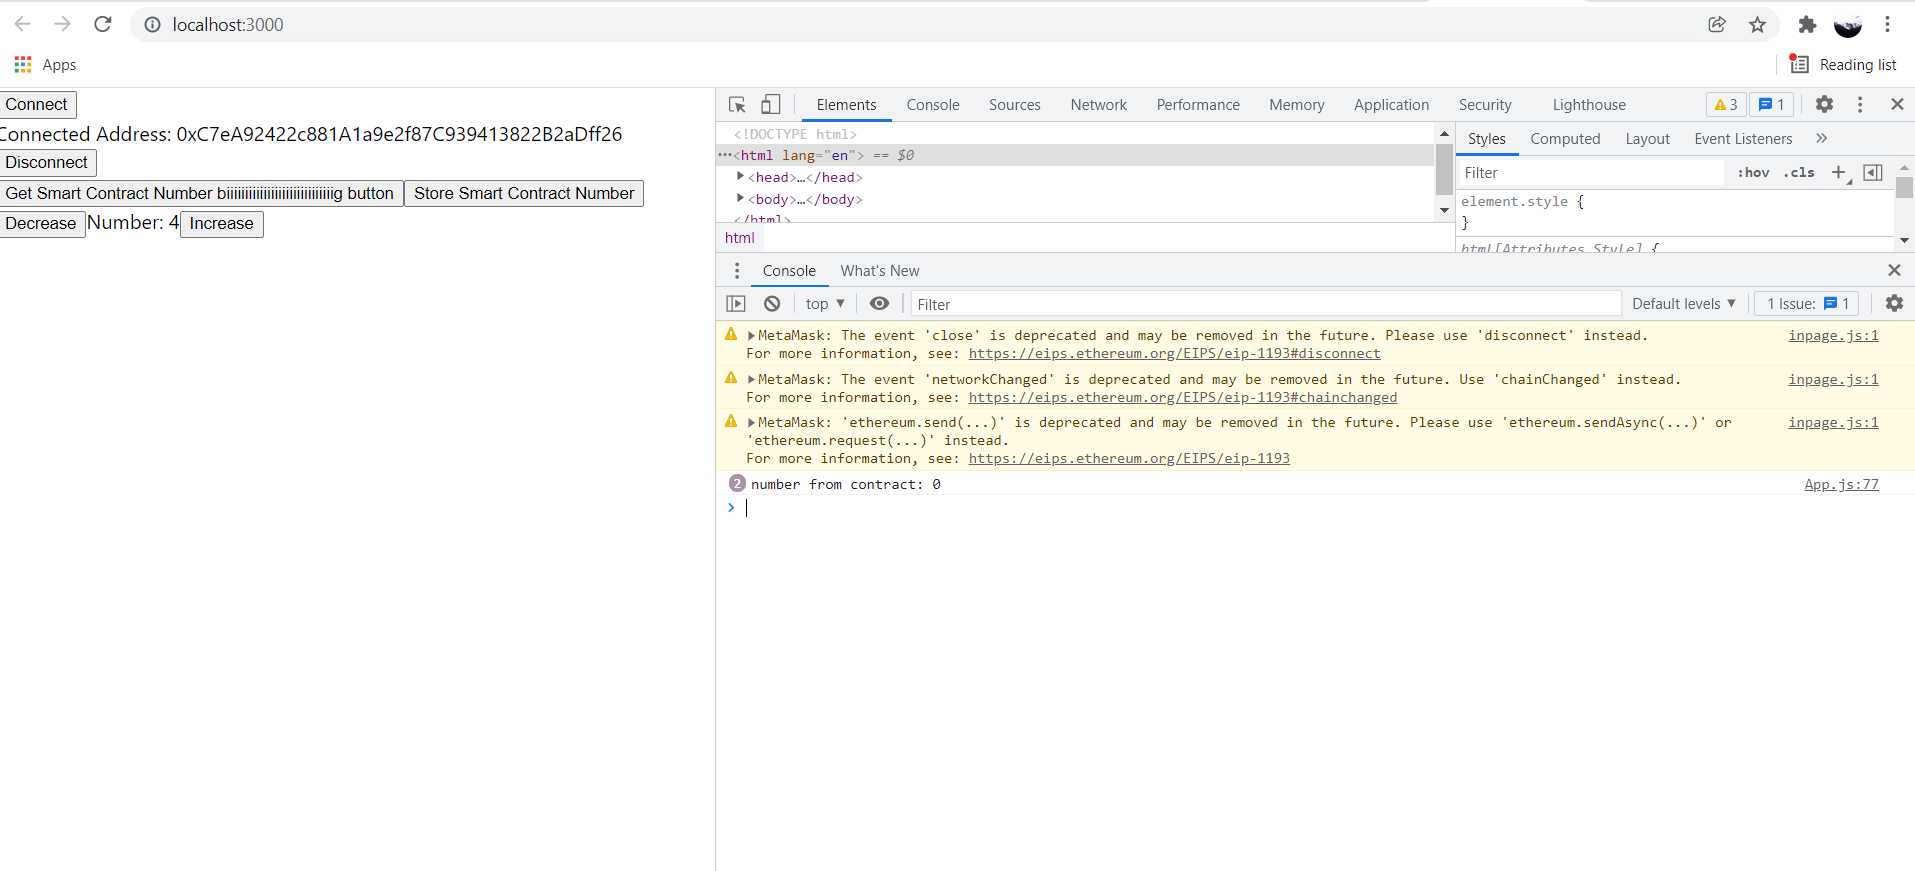 localhost:3000
Apps
Reading list
Connect
Connected Address: 0xC7eA92422c881A1a9e2f87C939413822B2aDff26
Disconnect
Get Smart Contract Number biiiiiiiiiiiiiiiiiiiiiiiiiiiiig button Store Smart Contract Number
Decrease Number: 4 Increase
Elements Console Sources Network Performance Memory Application Security Lighthouse 3 1
<!DOCTYPE html>
···<html lang="en"> == $0
<head>…</head>
<body>…</body>
</html>
html
Styles Computed Layout Event Listeners »
Filter :hov .cls +
element.style {
}
html[Attributes Style] {
Console What's New
top ▼ Filter Default levels ▼ 1 Issue: 1
MetaMask: The event 'close' is deprecated and may be removed in the future. Please use 'disconnect' instead. inpage.js:1
For more information, see: https://eips.ethereum.org/EIPS/eip-1193#disconnect
MetaMask: The event 'networkChanged' is deprecated and may be removed in the future. Use 'chainChanged' instead. inpage.js:1
For more information, see: https://eips.ethereum.org/EIPS/eip-1193#chainchanged
MetaMask: 'ethereum.send(...)' is deprecated and may be removed in the future. Please use 'ethereum.sendAsync(...)' or inpage.js:1
'ethereum.request(...)' instead.
For more information, see: https://eips.ethereum.org/EIPS/eip-1193
2 number from contract: 0 App.js:77